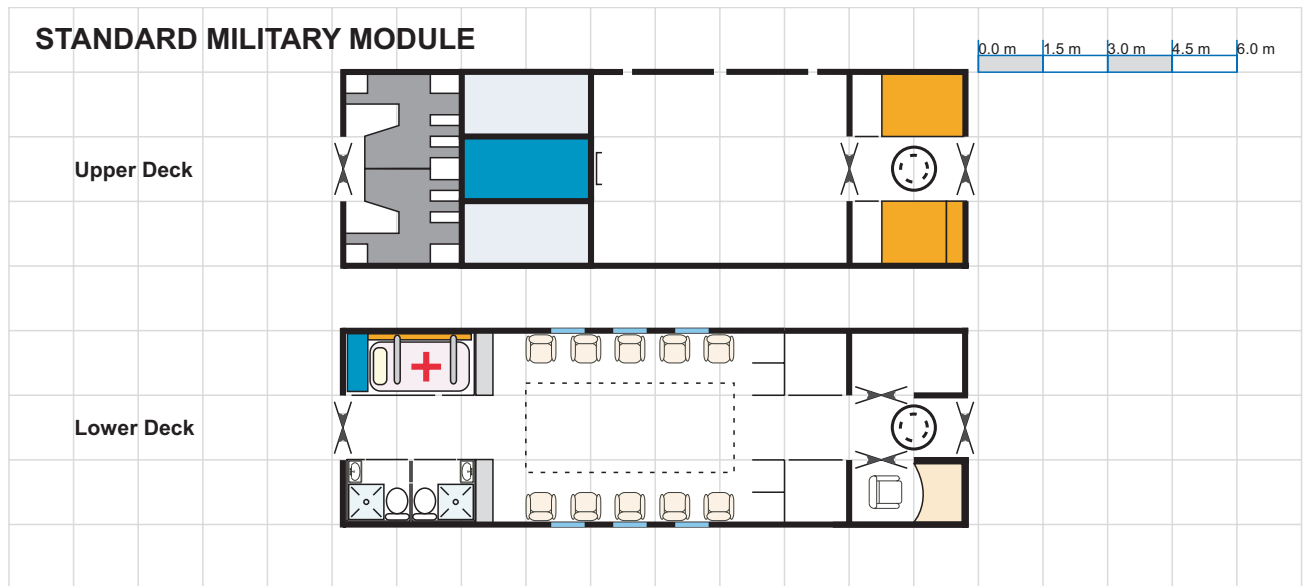 STANDARD MILITARY MODULE
0.0 m 1.5 m 3.0 m 4.5 m 6.0 m
Upper Deck
Lower Deck